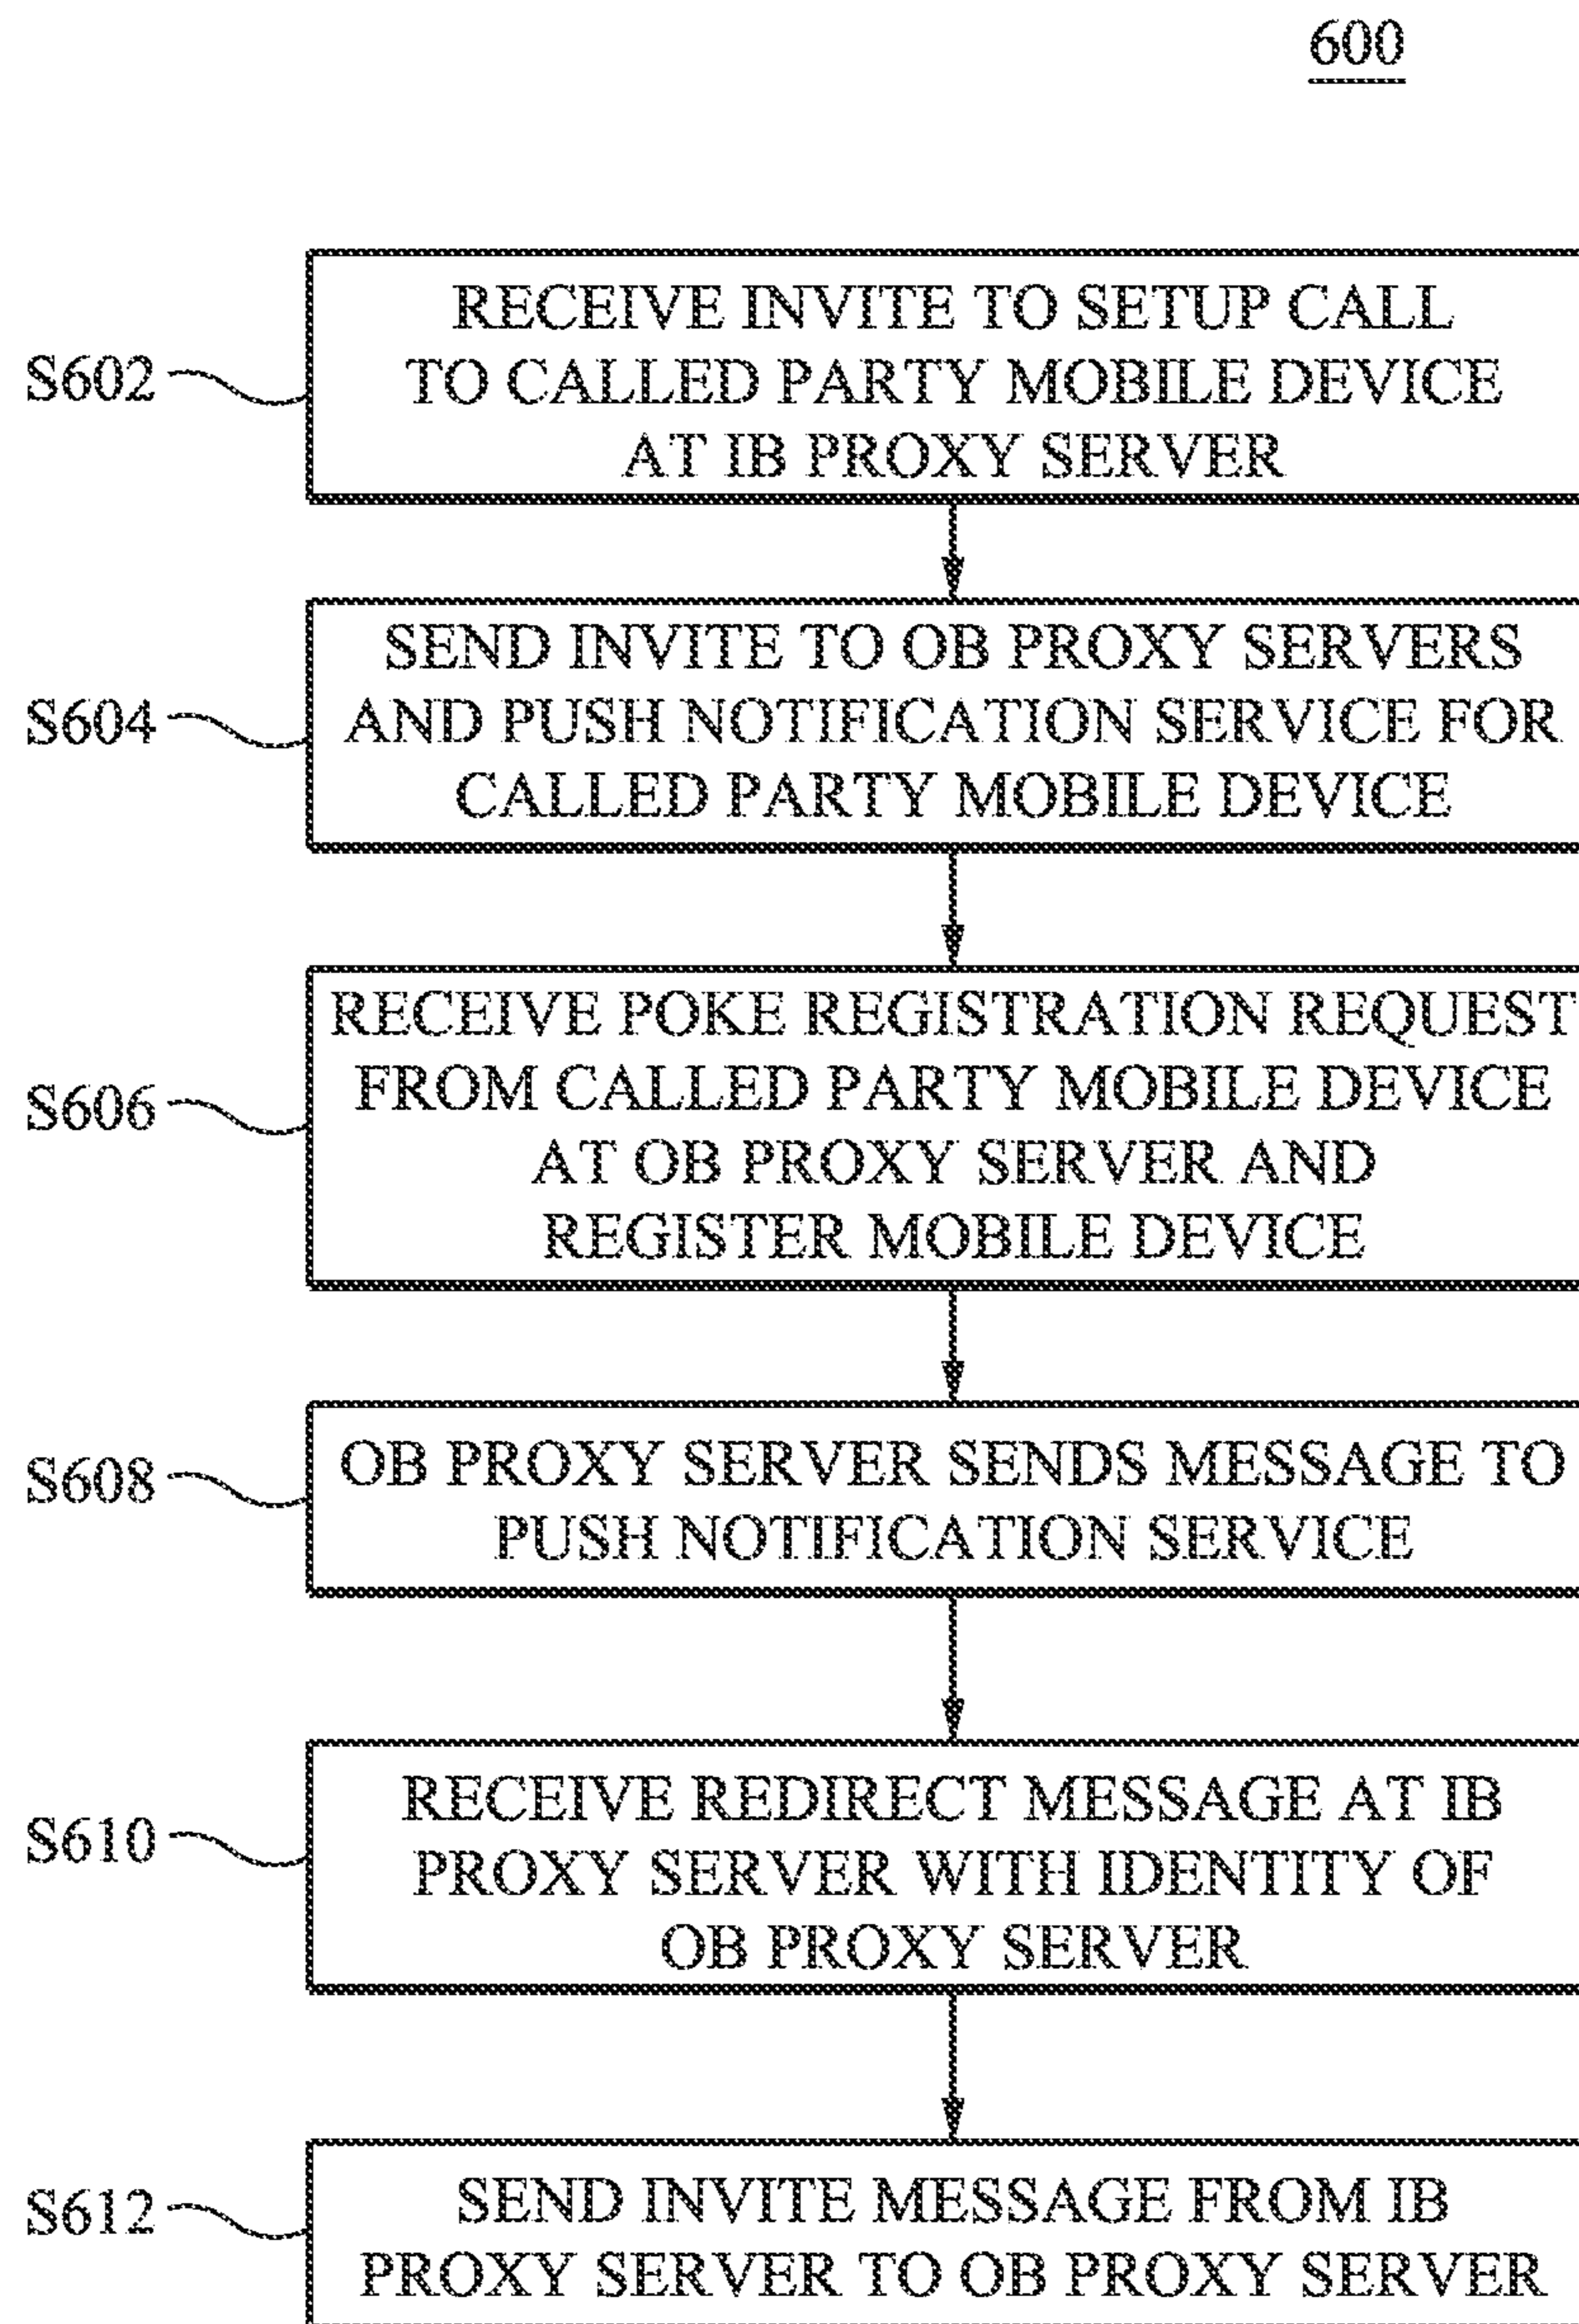 600
S602
RECEIVE INVITE TO SETUP CALL
TO CALLED PARTY MOBILE DEVICE
AT IB PROXY SERVER
S604
SEND INVITE TO OB PROXY SERVERS
AND PUSH NOTIFICATION SERVICE FOR
CALLED PARTY MOBILE DEVICE
S606
RECEIVE POKE REGISTRATION REQUEST
FROM CALLED PARTY MOBILE DEVICE
AT OB PROXY SERVER AND
REGISTER MOBILE DEVICE
S608
OB PROXY SERVER SENDS MESSAGE TO
PUSH NOTIFICATION SERVICE
S610
RECEIVE REDIRECT MESSAGE AT IB
PROXY SERVER WITH IDENTITY OF
OB PROXY SERVER
S612
SEND INVITE MESSAGE FROM IB
PROXY SERVER TO OB PROXY SERVER